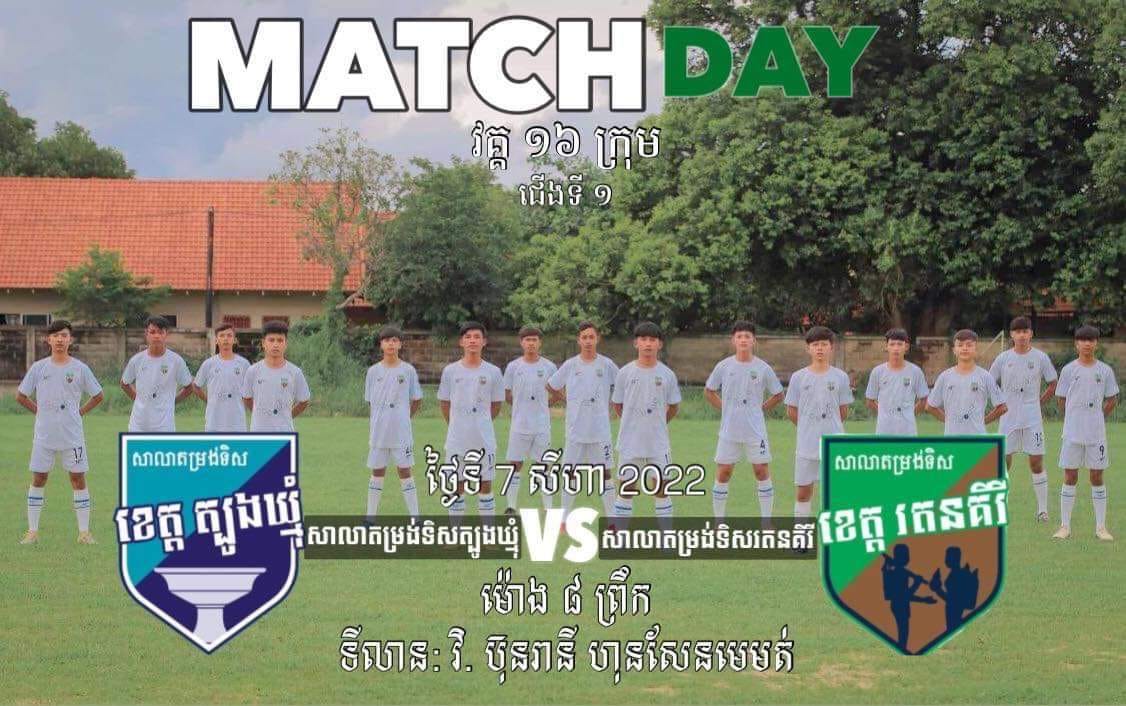 MATCH DAY
វគ្គ ១៦ ក្រុម
ជើងទី ១
17
4
9
សាលាតម្រង់ទិស
ខេត្ត ត្បូងឃ្មុំ
ថ្ងៃទី 7 សីហា 2022
សាលាតម្រង់ទិសត្បូងឃ្មុំ VS សាលាតម្រង់ទិសរតនគិរី
សាលាតម្រង់ទិស
ខេត្ត រតនគិរី
ម៉ោង ៨ ព្រឹក
ទីលាន: វិ. ប៊ុនរានី ហុនសែនមេមត់